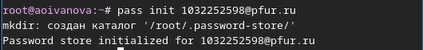 root@aoivanova:~# pass init 1032252598@pfur.ru
mkdir: создан каталог '/root/.password-store/'
Password store initialized for 1032252598@pfur.ru